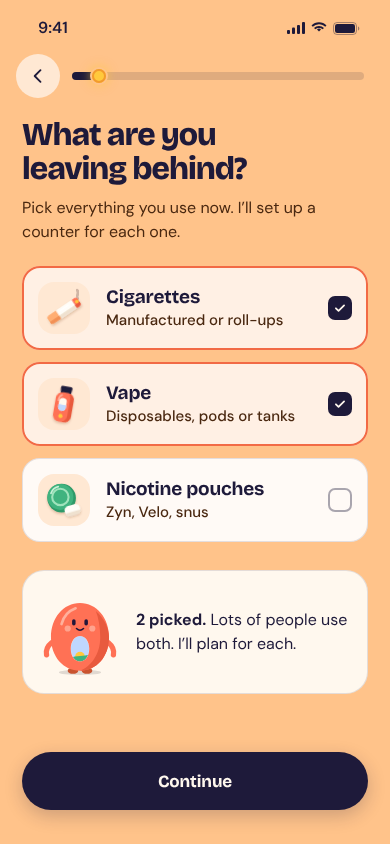 9:41
What are you
leaving behind?
Pick everything you use now. I'll set up a
counter for each one.
Cigarettes
Manufactured or roll-ups
Vape
Disposables, pods or tanks
Nicotine pouches
Zyn, Velo, snus
2 picked. Lots of people use
both. I'll plan for each.
Continue